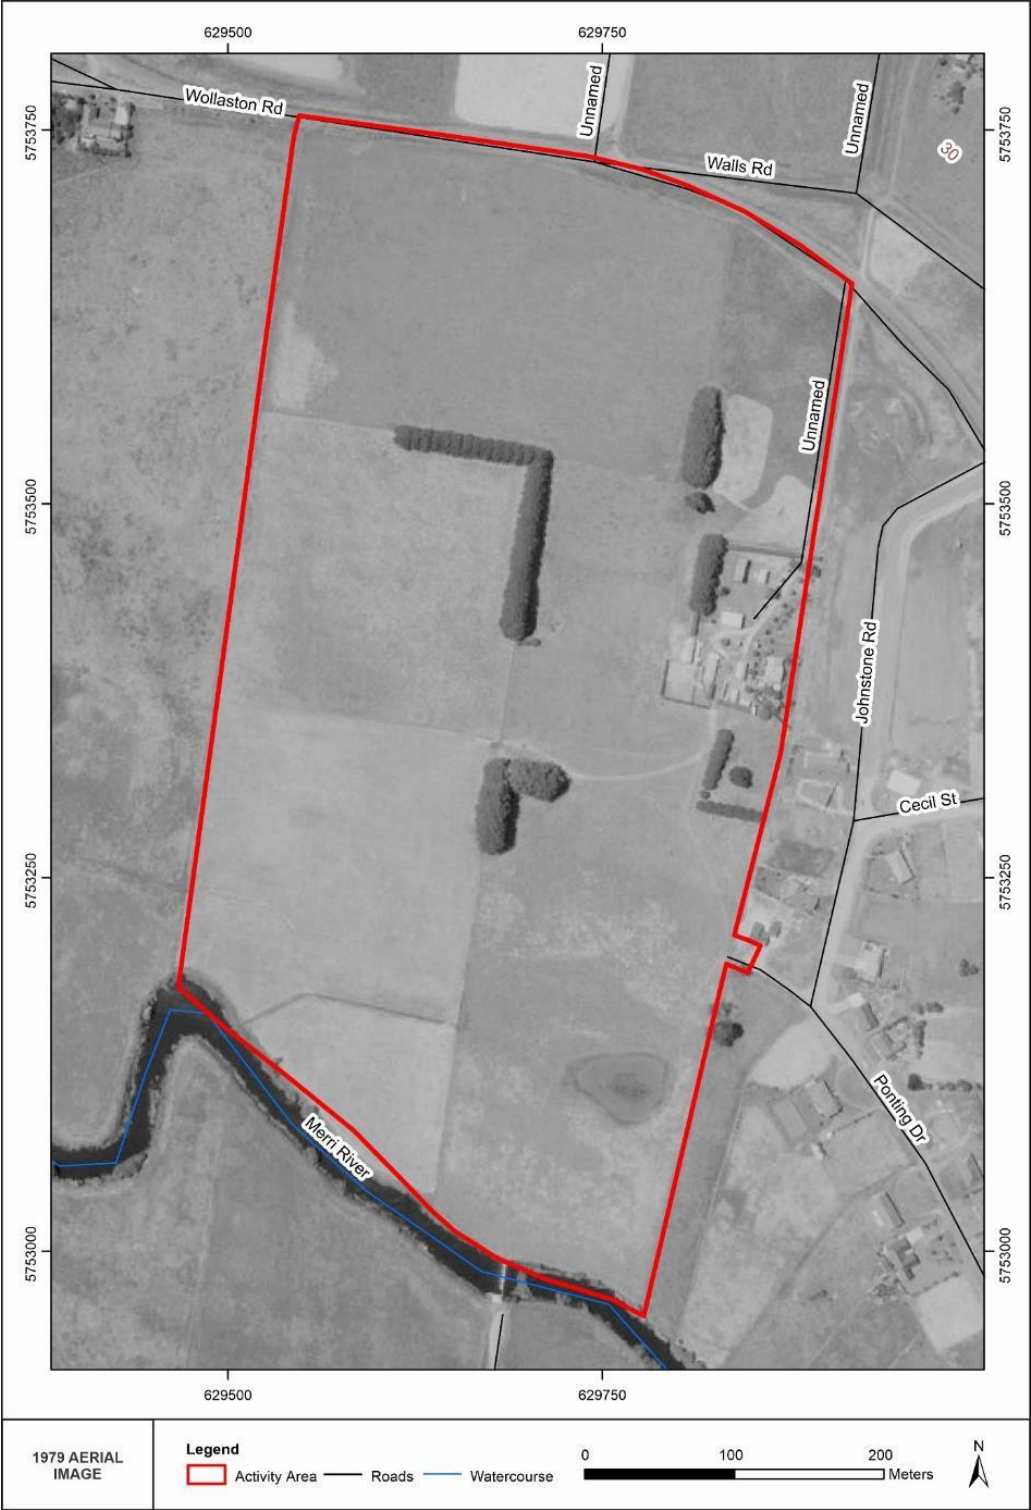 629500
629750
Wollaston Rd
Unnamed
Unnamed
Walls Rd
30
5753750
5753750
Unnamed
5753500
5753500
Johnstone Rd
Cecil St
5753250
5753250
Ponting Dr
Merri River
5753000
5753000
629500
629750
1979 AERIAL
IMAGE
Legend
Activity Area
Roads
Watercourse
0
100
200
Meters
N